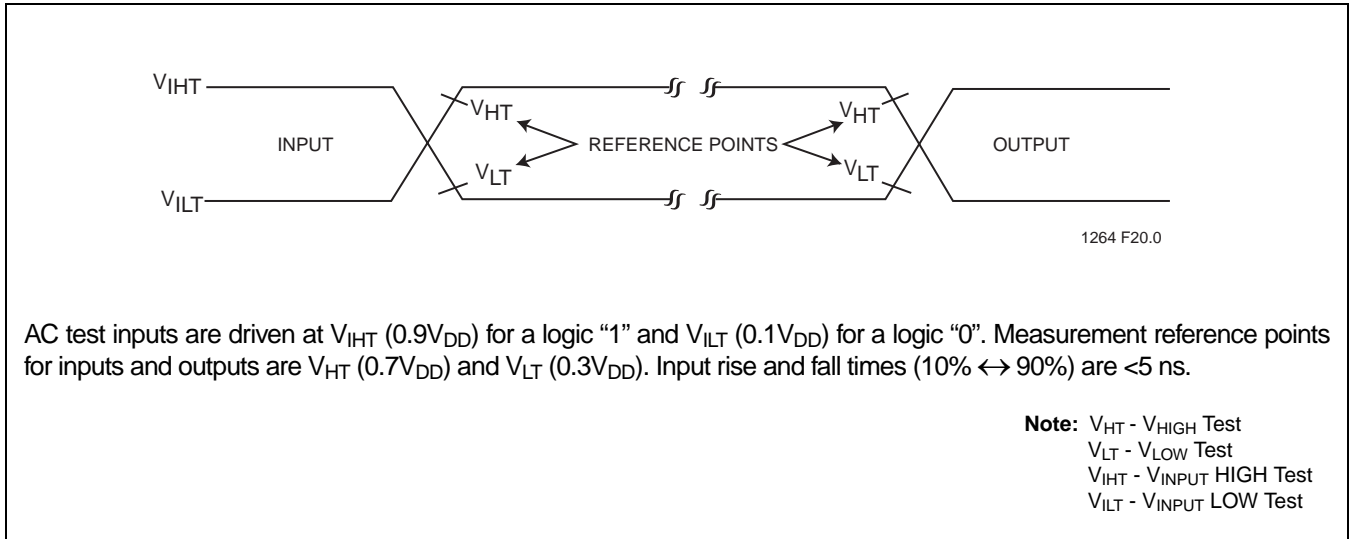 VIHT
VHT
VHT
INPUT
REFERENCE POINTS
OUTPUT
VLT
VLT
VILT
1264 F20.0
AC test inputs are driven at VIHT (0.9VDD) for a logic “1” and VILT (0.1VDD) for a logic “0”. Measurement reference points
for inputs and outputs are VHT (0.7VDD) and VLT (0.3VDD). Input rise and fall times (10% ↔ 90%) are <5 ns.
Note: VHT - VHIGH Test
VLT - VLOW Test
VIHT - VINPUT HIGH Test
VILT - VINPUT LOW Test